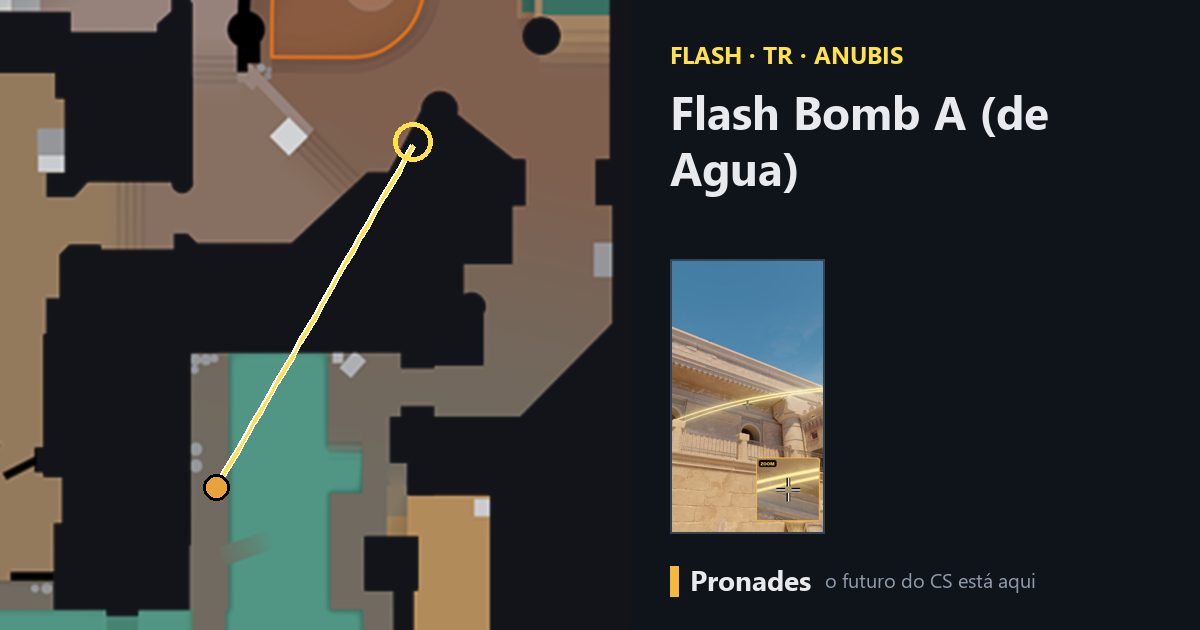 FLASH · TR · ANUBIS
Flash Bomb A (de
Agua)
ZOOM
Pronades o futuro do CS está aqui